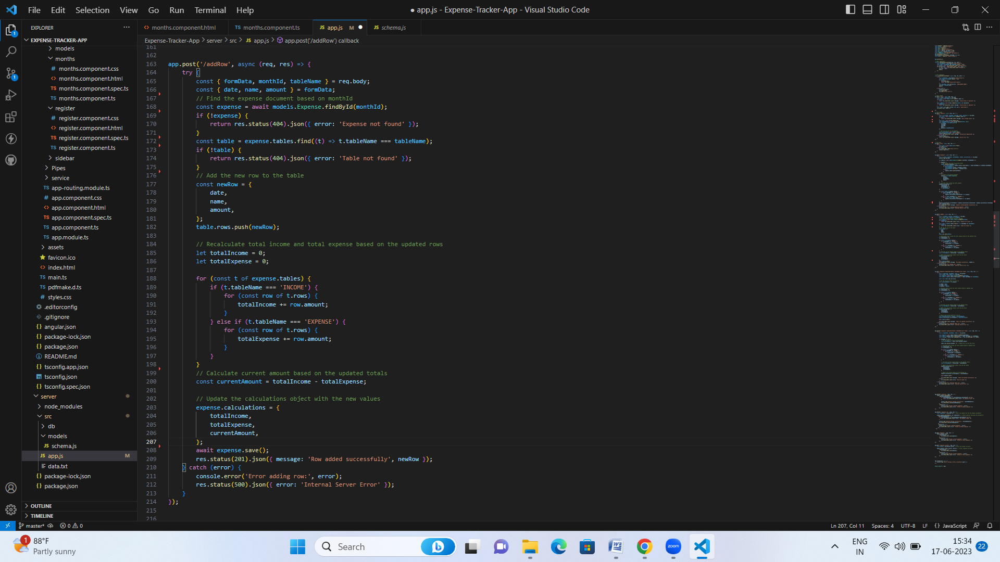 File Edit Selection View Go Run Terminal Help
● app.js - Expense-Tracker-App - Visual Studio Code
EXPLORER
EXPENSE-TRACKER-APP
models
months
# months.component.css
<> months.component.html
TS months.component.spec.ts
TS months.component.ts
register
# register.component.css
<> register.component.html
TS register.component.spec.ts
TS register.component.ts
sidebar
Pipes
service
TS app-routing.module.ts
# app.component.css
<> app.component.html
TS app.component.spec.ts
TS app.component.ts
TS app.module.ts
assets
favicon.ico
<> index.html
TS main.ts
TS pdfmake.d.ts
# styles.css
.editorconfig
.gitignore
{} angular.json
{} package-lock.json
{} package.json
README.md
{} tsconfig.app.json
TS tsconfig.json
{} tsconfig.spec.json
server
node_modules
src
db
models
JS schema.js
JS app.js M
data.txt
{} package-lock.json
{} package.json
OUTLINE
TIMELINE
<> months.component.html TS months.component.ts JS app.js M ● JS schema.js
Expense-Tracker-App > server > src > JS app.js > app.post('/addRow') callback
161
162
163 app.post('/addRow', async (req, res) => {
164 try {
165 const { formData, monthId, tableName } = req.body;
166 const { date, name, amount } = formData;
167 // Find the expense document based on monthId
168 const expense = await models.Expense.findById(monthId);
169 if (!expense) {
170 return res.status(404).json({ error: 'Expense not found' });
171 }
172 const table = expense.tables.find((t) => t.tableName === tableName);
173 if (!table) {
174 return res.status(404).json({ error: 'Table not found' });
175 }
176 // Add the new row to the table
177 const newRow = {
178 date,
179 name,
180 amount,
181 };
182 table.rows.push(newRow);
183
184 // Recalculate total income and total expense based on the updated rows
185 let totalIncome = 0;
186 let totalExpense = 0;
187
188 for (const t of expense.tables) {
189 if (t.tableName === 'INCOME') {
190 for (const row of t.rows) {
191 totalIncome += row.amount;
192 }
193 } else if (t.tableName === 'EXPENSE') {
194 for (const row of t.rows) {
195 totalExpense += row.amount;
196 }
197 }
198 }
199 // Calculate current amount based on the updated totals
200 const currentAmount = totalIncome - totalExpense;
201
202 // Update the calculations object with the new values
203 expense.calculations = {
204 totalIncome,
205 totalExpense,
206 currentAmount,
207 };
208 await expense.save();
209 res.status(201).json({ message: 'Row added successfully', newRow });
210 } catch (error) {
211 console.error('Error adding row:', error);
212 res.status(500).json({ error: 'Internal Server Error' });
213 }
214 });
215
216
master* 0 0
Ln 207, Col 11 Spaces: 4 UTF-8 LF {} JavaScript
1 88°F
Partly sunny
Search
zoom
ENG
IN
15:34
17-06-2023
22